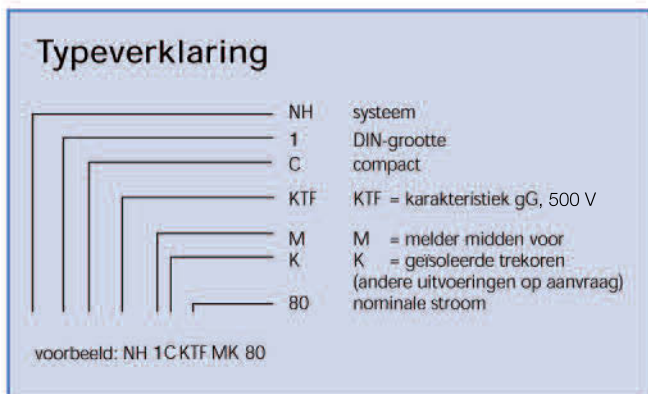 Typeverklaring
NH systeem
1 DIN-grootte
C compact
KTF KTF = karakteristiek gG, 500 V
M M = melder midden voor
K K = geïsoleerde trekoren
(andere uitvoeringen op aanvraag)
80 nominale stroom
voorbeeld: NH 1C KTF MK 80